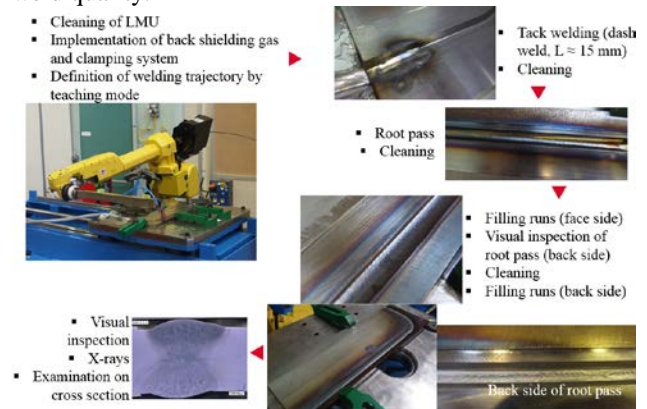 ▪ Cleaning of LMU
▪ Implementation of back shielding gas
and clamping system
▪ Definition of welding trajectory by
teaching mode
▪ Tack welding (dash
weld, L ≈ 15 mm)
▪ Cleaning
▪ Root pass
▪ Cleaning
▪ Filling runs (face side)
▪ Visual inspection of
root pass (back side)
▪ Cleaning
▪ Filling runs (back side)
▪ Visual
inspection
▪ X-rays
▪ Examination on
cross section
Back side of root pass